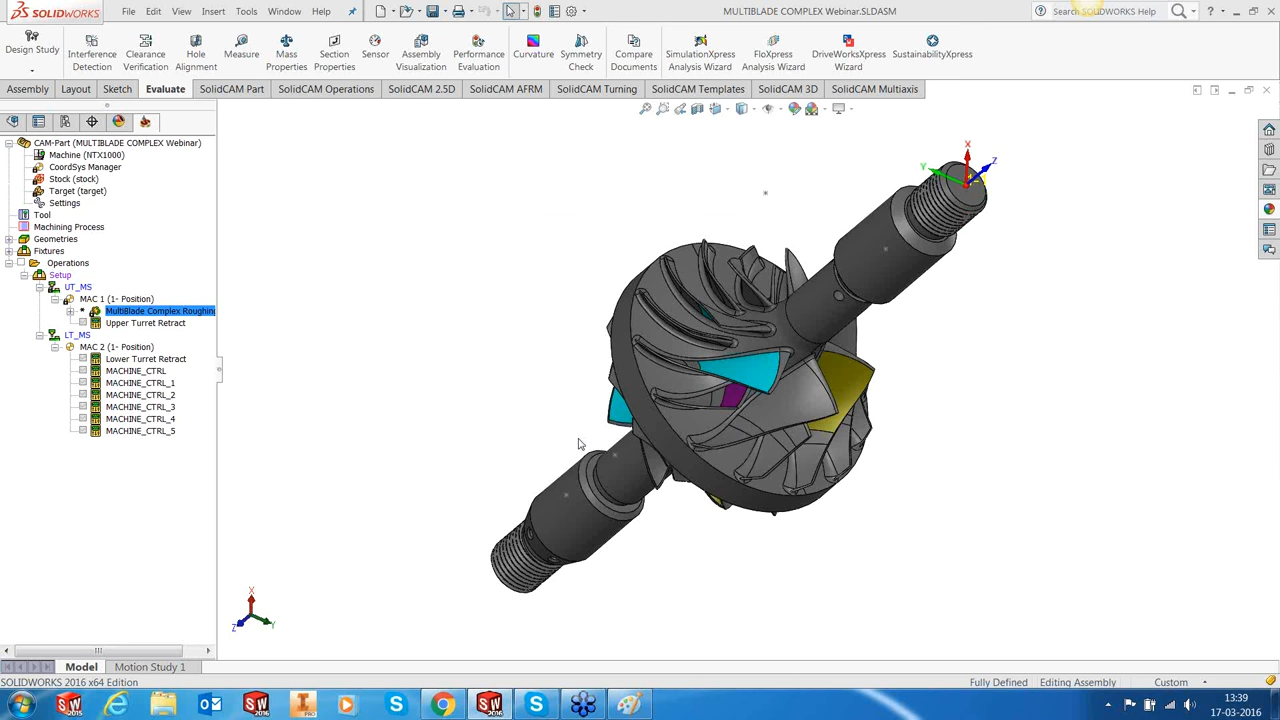 SOLIDWORKS File Edit View Insert Tools Window Help MULTIBLADE COMPLEX Webinar.SLDASM Search SOLIDWORKS Help
Design Study
Interference Detection
Clearance Verification
Hole Alignment
Measure
Mass Properties
Section Properties
Sensor
Assembly Visualization
Performance Evaluation
Curvature
Symmetry Check
Compare Documents
SimulationXpress Analysis Wizard
FloXpress Analysis Wizard
DriveWorksXpress Wizard
SustainabilityXpress
Assembly Layout Sketch Evaluate SolidCAM Part SolidCAM Operations SolidCAM 2.5D SolidCAM AFRM SolidCAM Turning SolidCAM Templates SolidCAM 3D SolidCAM Multiaxis
CAM-Part (MULTIBLADE COMPLEX Webinar)
Machine (NTX1000)
CoordSys Manager
Stock (stock)
Target (target)
Settings
Tool
Machining Process
Geometries
Fixtures
Operations
Setup
UT_MS
MAC 1 (1- Position)
* MultiBlade Complex Roughing
Upper Turret Retract
LT_MS
MAC 2 (1- Position)
Lower Turret Retract
MACHINE_CTRL
MACHINE_CTRL_1
MACHINE_CTRL_2
MACHINE_CTRL_3
MACHINE_CTRL_4
MACHINE_CTRL_5
X
Y
Z
X
Y
Z
Model Motion Study 1
SOLIDWORKS 2016 x64 Edition Fully Defined Editing Assembly Custom
13:39
17-03-2016